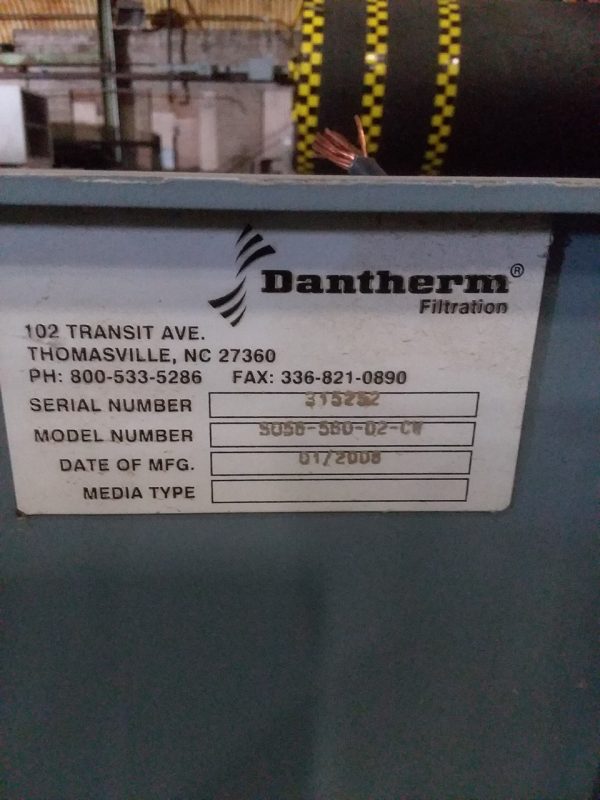 Dantherm®
Filtration
102 TRANSIT AVE.
THOMASVILLE, NC 27360
PH: 800-533-5286 FAX: 336-821-0890
SERIAL NUMBER
MODEL NUMBER
DATE OF MFG. 01/2008
MEDIA TYPE